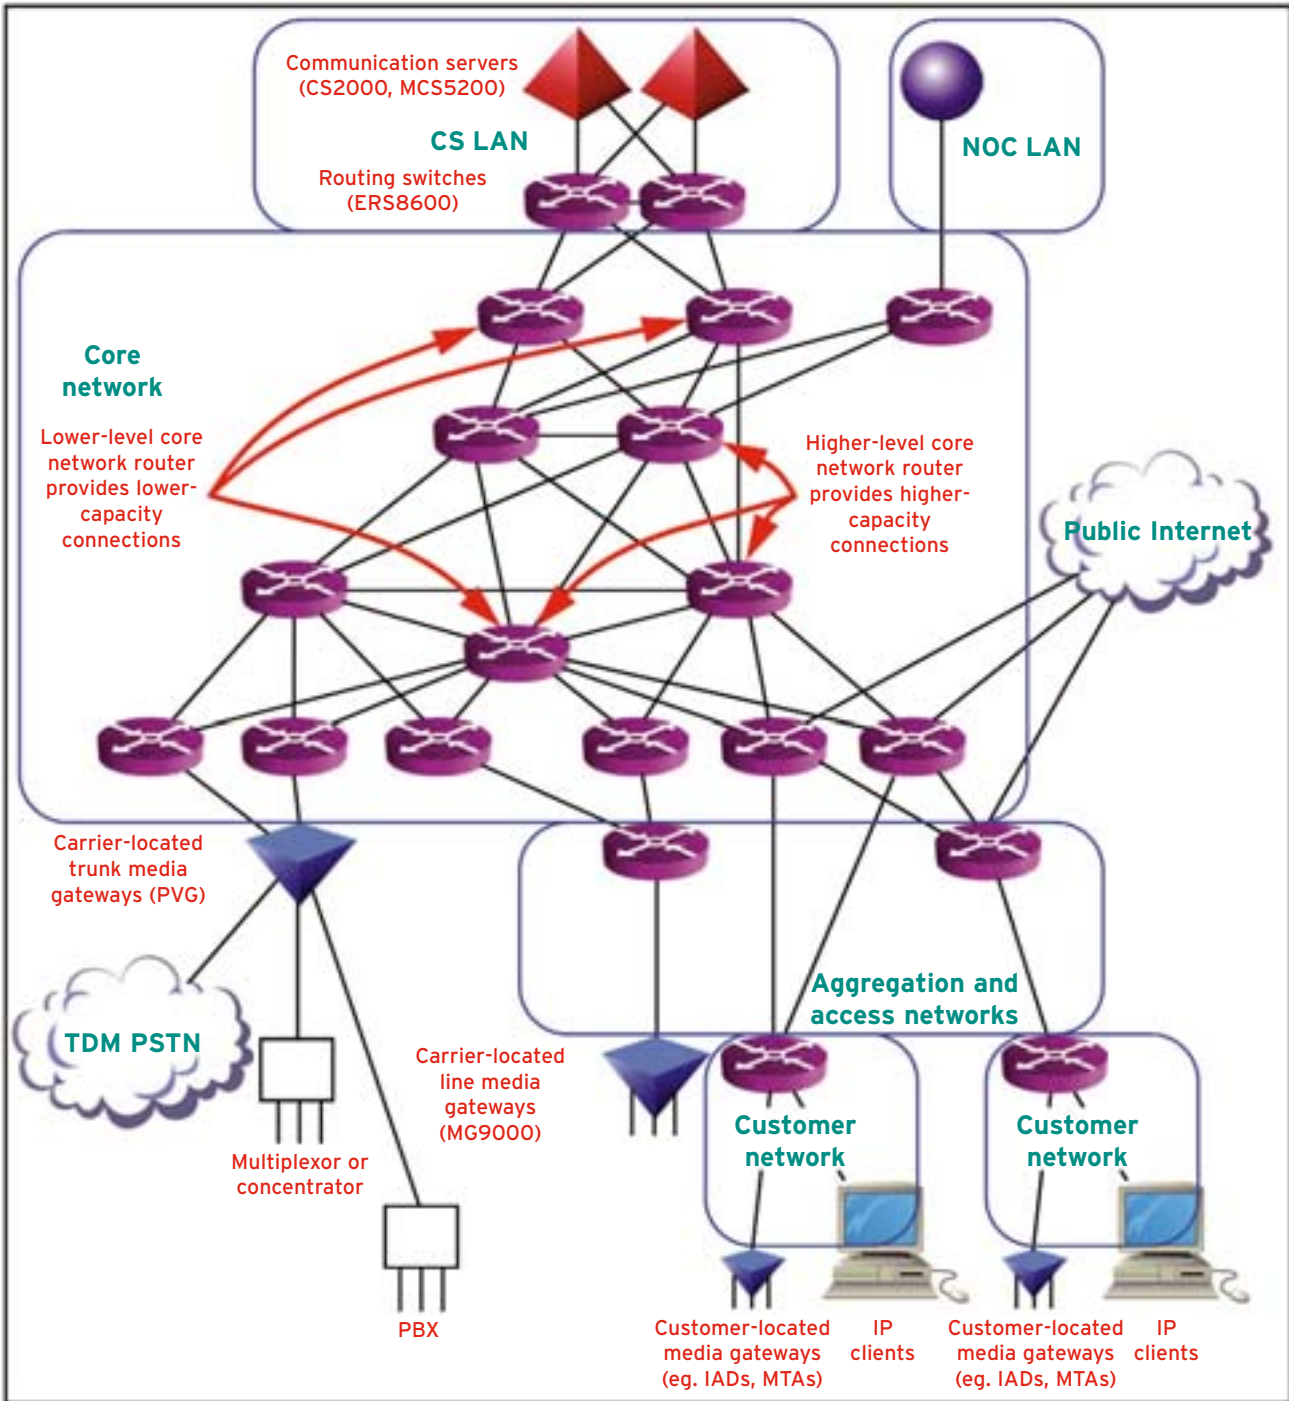 Communication servers
(CS2000, MCS5200)
CS LAN
NOC LAN
Routing switches
(ERS8600)
Core
network
Lower-level core
network router
provides lower-
capacity
connections
Higher-level core
network router
provides higher-
capacity
connections
Public Internet
Carrier-located
trunk media
gateways (PVG)
Aggregation and
access networks
TDM PSTN
Carrier-located
line media
gateways
(MG9000)
Multiplexor or
concentrator
Customer
network
Customer
network
PBX
Customer-located
media gateways
(eg. IADs, MTAs)
IP
clients
Customer-located
media gateways
(eg. IADs, MTAs)
IP
clients